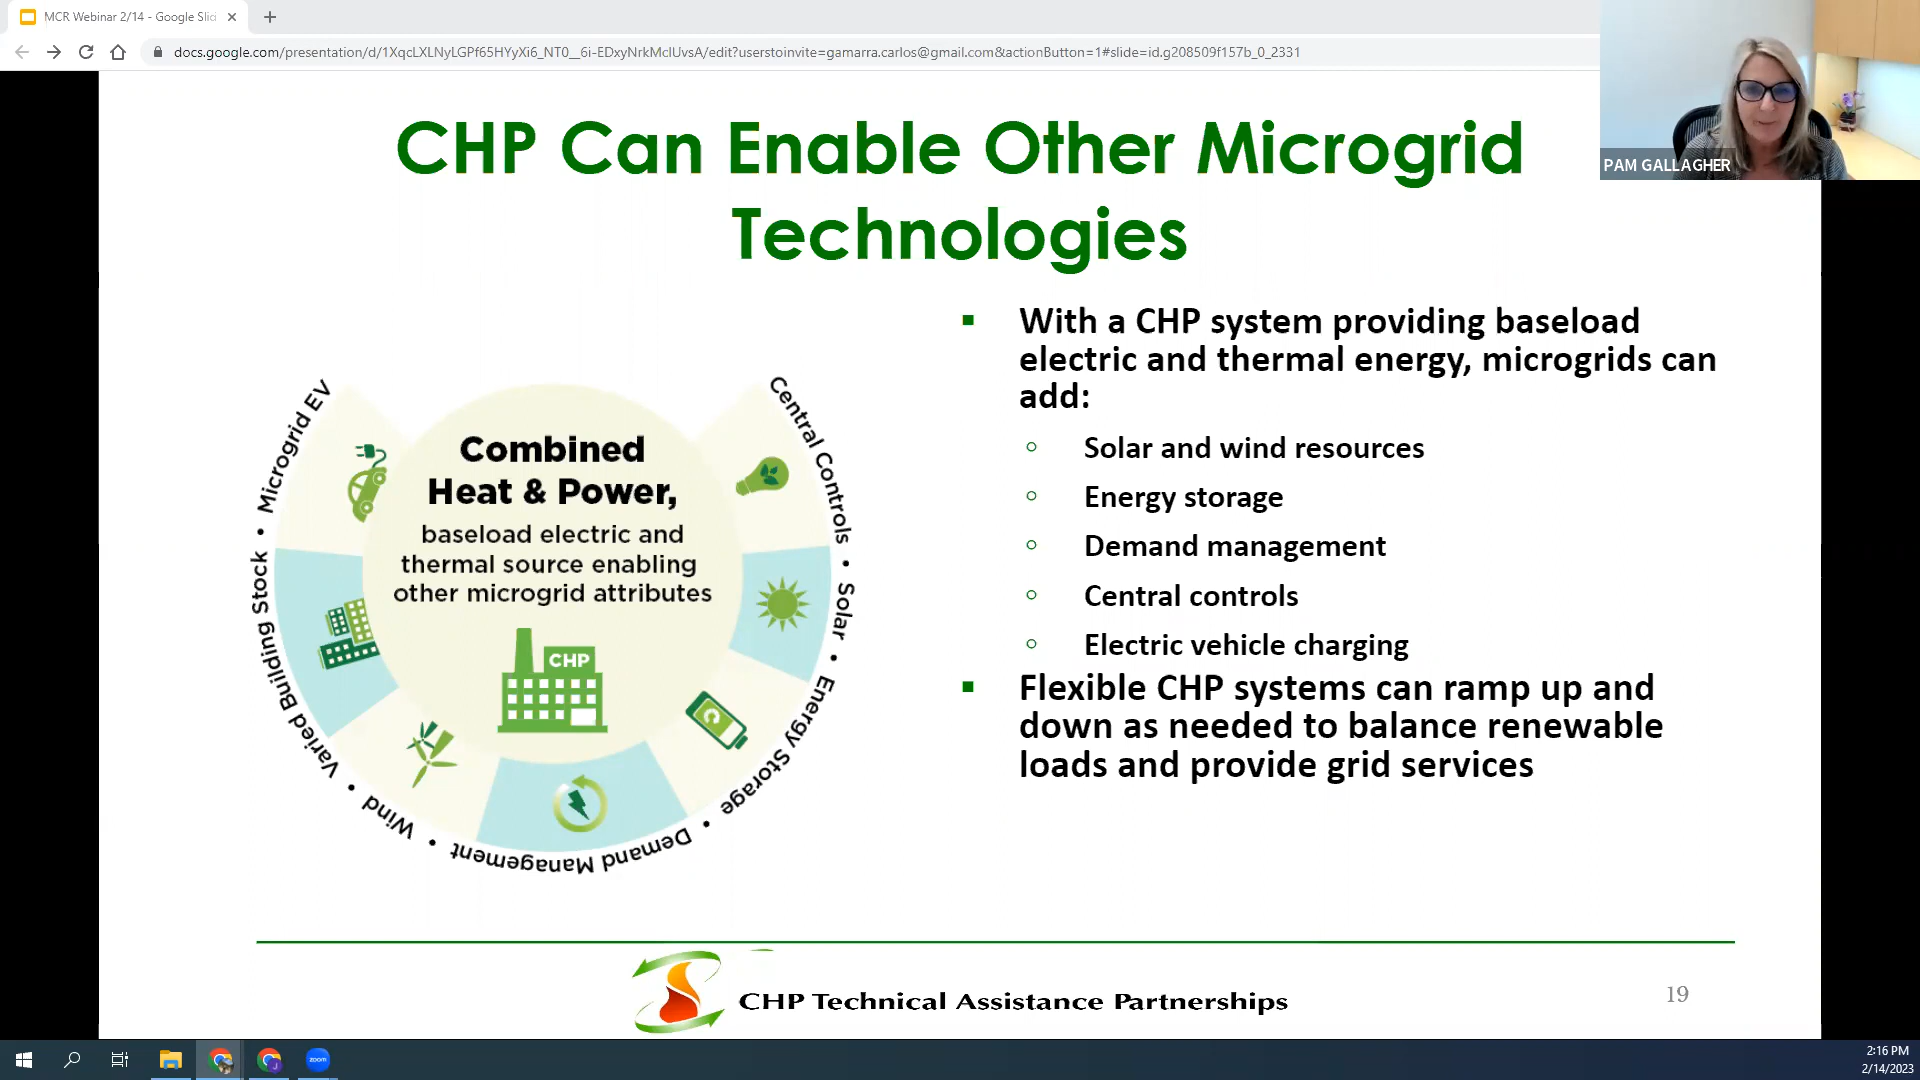 MCR Webinar 2/14 - Google Slid
docs.google.com/presentation/d/1XqcLXLNyLGPf65HYyXi6_NT0__6i-EDxyNrkMclUvsA/edit?userstoinvite=gamarra.carlos@gmail.com&actionButton=1#slide=id.g208509f157b_0_2331
PAM GALLAGHER
CHP Can Enable Other Microgrid
Technologies
Microgrid EV • Varied Building Stock • Wind • Demand Management • Energy Storage • Solar • Central Controls
Combined
Heat & Power,
baseload electric and
thermal source enabling
other microgrid attributes
CHP
With a CHP system providing baseload
electric and thermal energy, microgrids can
add:
Solar and wind resources
Energy storage
Demand management
Central controls
Electric vehicle charging
Flexible CHP systems can ramp up and
down as needed to balance renewable
loads and provide grid services
CHP Technical Assistance Partnerships
19
zoom
2:16 PM
2/14/2023